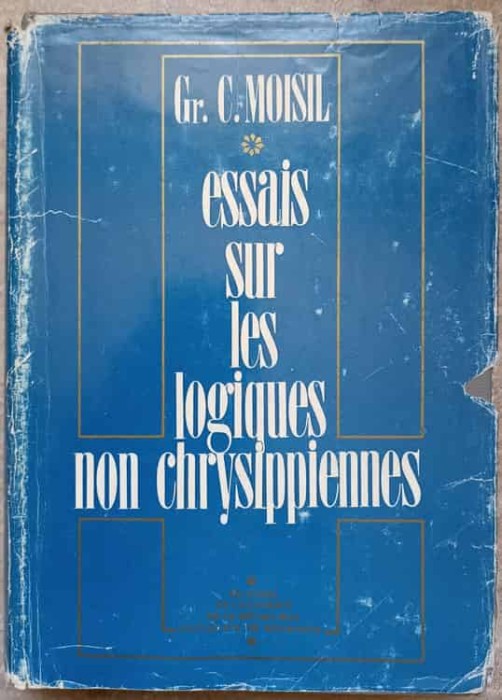 Gr. C. MOISIL
essais
sur
les
logiques
non chrysippiennes